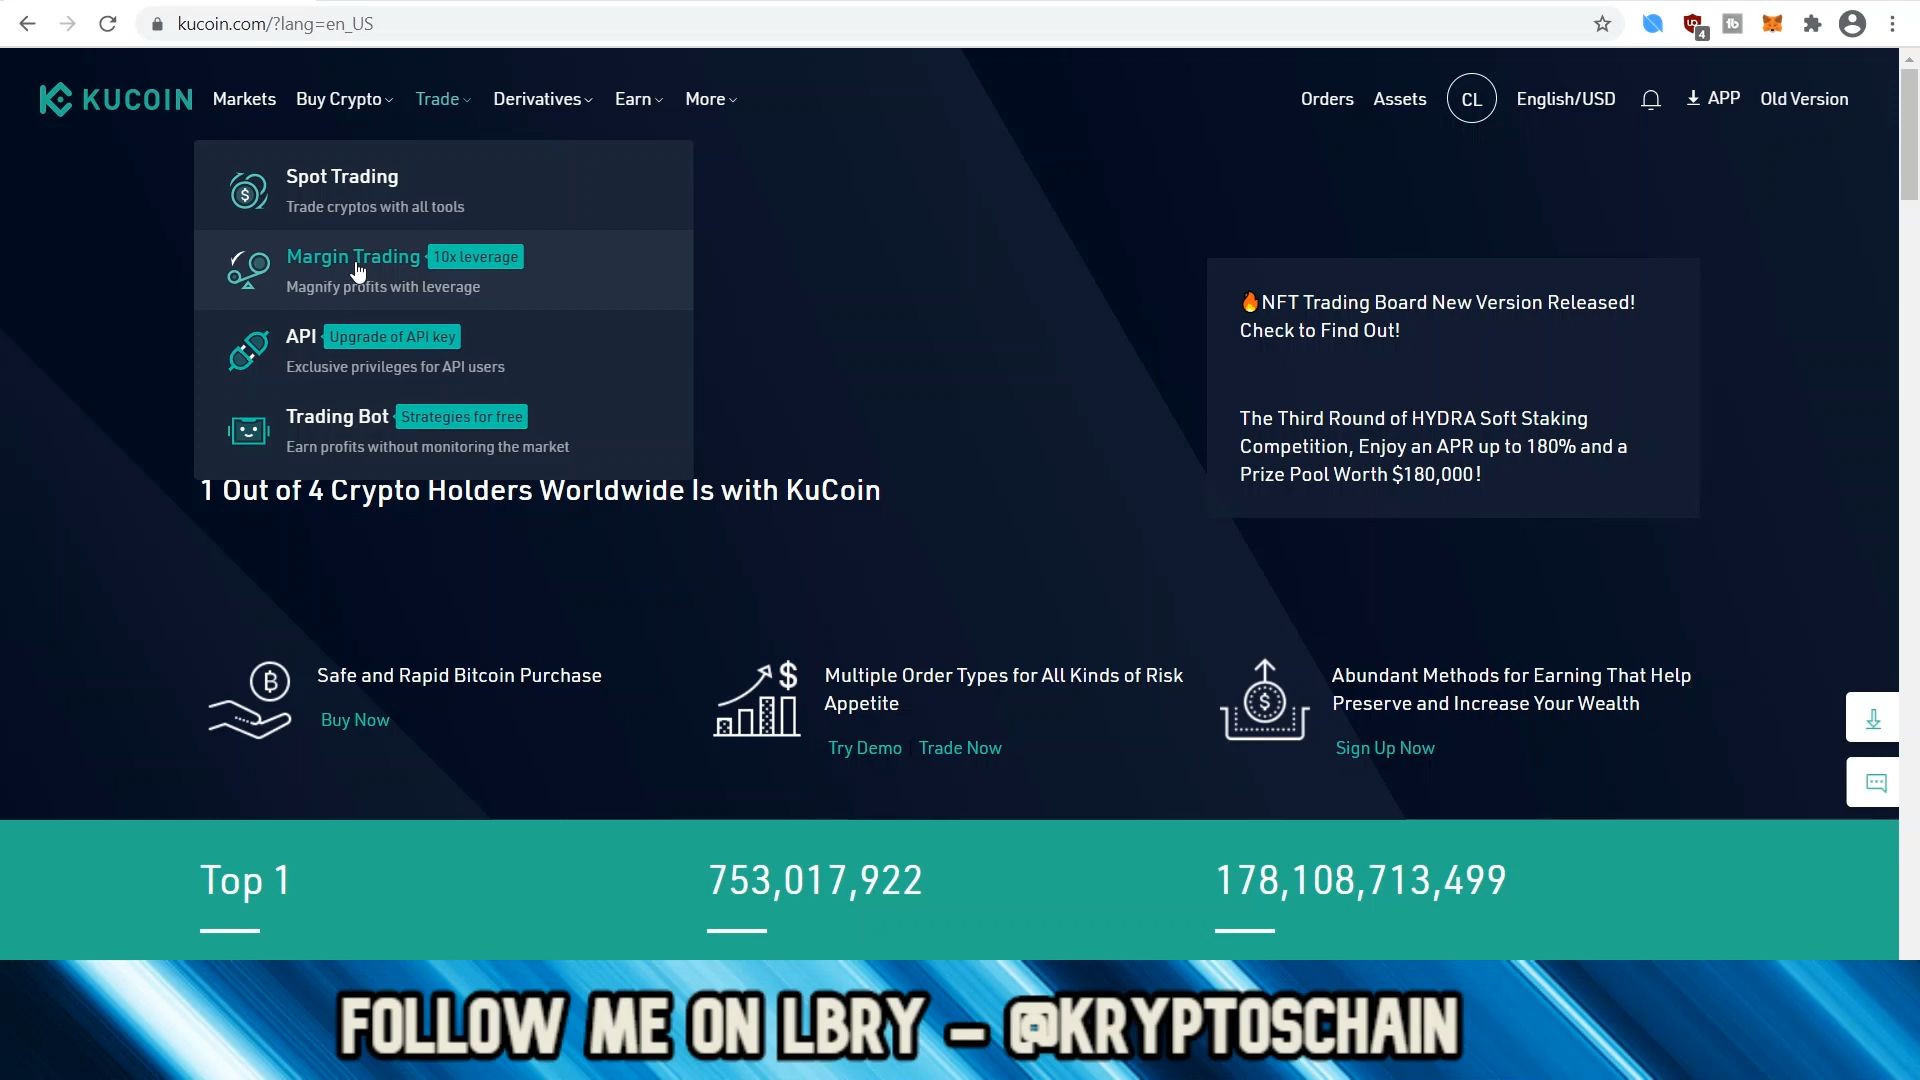 kucoin.com/?lang=en_US
4
KUCOIN Markets Buy Crypto Trade Derivatives Earn More Orders Assets CL English/USD APP Old Version
Spot Trading
Trade cryptos with all tools
Margin Trading 10x leverage
Magnify profits with leverage
API Upgrade of API key
Exclusive privileges for API users
Trading Bot Strategies for free
Earn profits without monitoring the market
1 Out of 4 Crypto Holders Worldwide Is with KuCoin
🔥NFT Trading Board New Version Released!
Check to Find Out!
The Third Round of HYDRA Soft Staking
Competition, Enjoy an APR up to 180% and a
Prize Pool Worth $180,000!
Safe and Rapid Bitcoin Purchase
Buy Now
Multiple Order Types for All Kinds of Risk
Appetite
Try Demo Trade Now
Abundant Methods for Earning That Help
Preserve and Increase Your Wealth
Sign Up Now
Top 1
753,017,922
178,108,713,499
FOLLOW ME ON LBRY – @KRYPTOSCHAIN